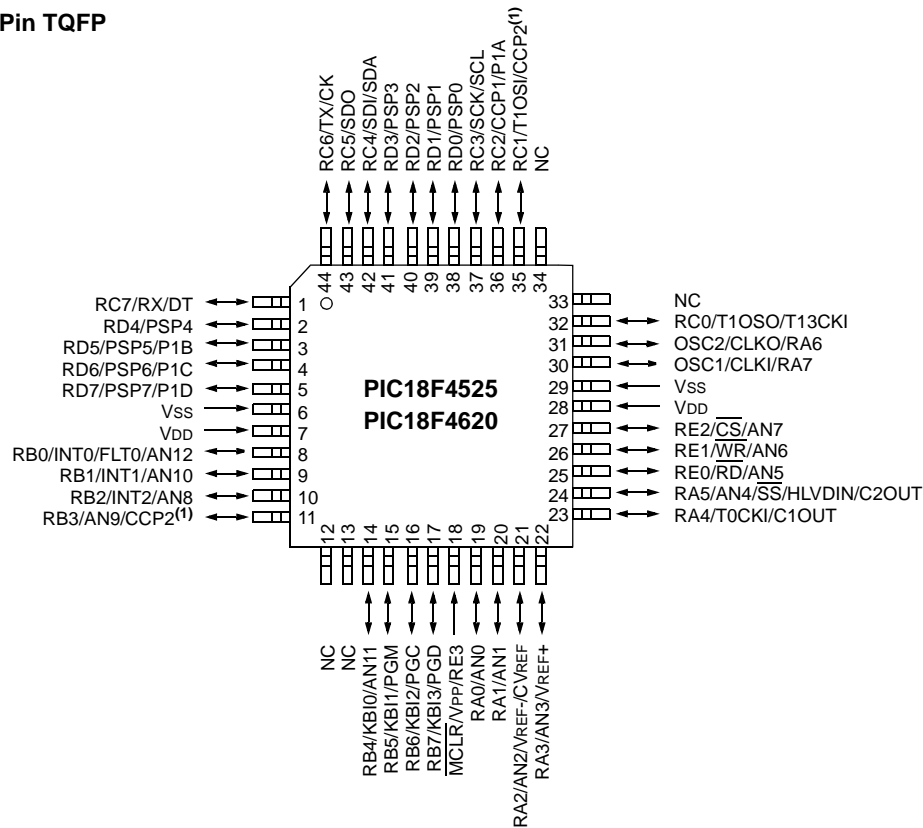 Pin TQFP
RC6/TX/CK
RC5/SDO
RC4/SDI/SDA
RD3/PSP3
RD2/PSP2
RD1/PSP1
RD0/PSP0
RC3/SCK/SCL
RC2/CCP1/P1A
RC1/T1OSI/CCP2(1)
NC
44
43
42
41
40
39
38
37
36
35
34
RC7/RX/DT 1
RD4/PSP4 2
RD5/PSP5/P1B 3
RD6/PSP6/P1C 4
RD7/PSP7/P1D 5
VSS 6
VDD 7
RB0/INT0/FLT0/AN12 8
RB1/INT1/AN10 9
RB2/INT2/AN8 10
RB3/AN9/CCP2(1) 11
PIC18F4525
PIC18F4620
33 NC
32 RC0/T1OSO/T13CKI
31 OSC2/CLKO/RA6
30 OSC1/CLKI/RA7
29 VSS
28 VDD
27 RE2/CS/AN7
26 RE1/WR/AN6
25 RE0/RD/AN5
24 RA5/AN4/SS/HLVDIN/C2OUT
23 RA4/T0CKI/C1OUT
12
13
14
15
16
17
18
19
20
21
22
NC
NC
RB4/KBI0/AN11
RB5/KBI1/PGM
RB6/KBI2/PGC
RB7/KBI3/PGD
MCLR/VPP/RE3
RA0/AN0
RA1/AN1
RA2/AN2/VREF-/CVREF
RA3/AN3/VREF+